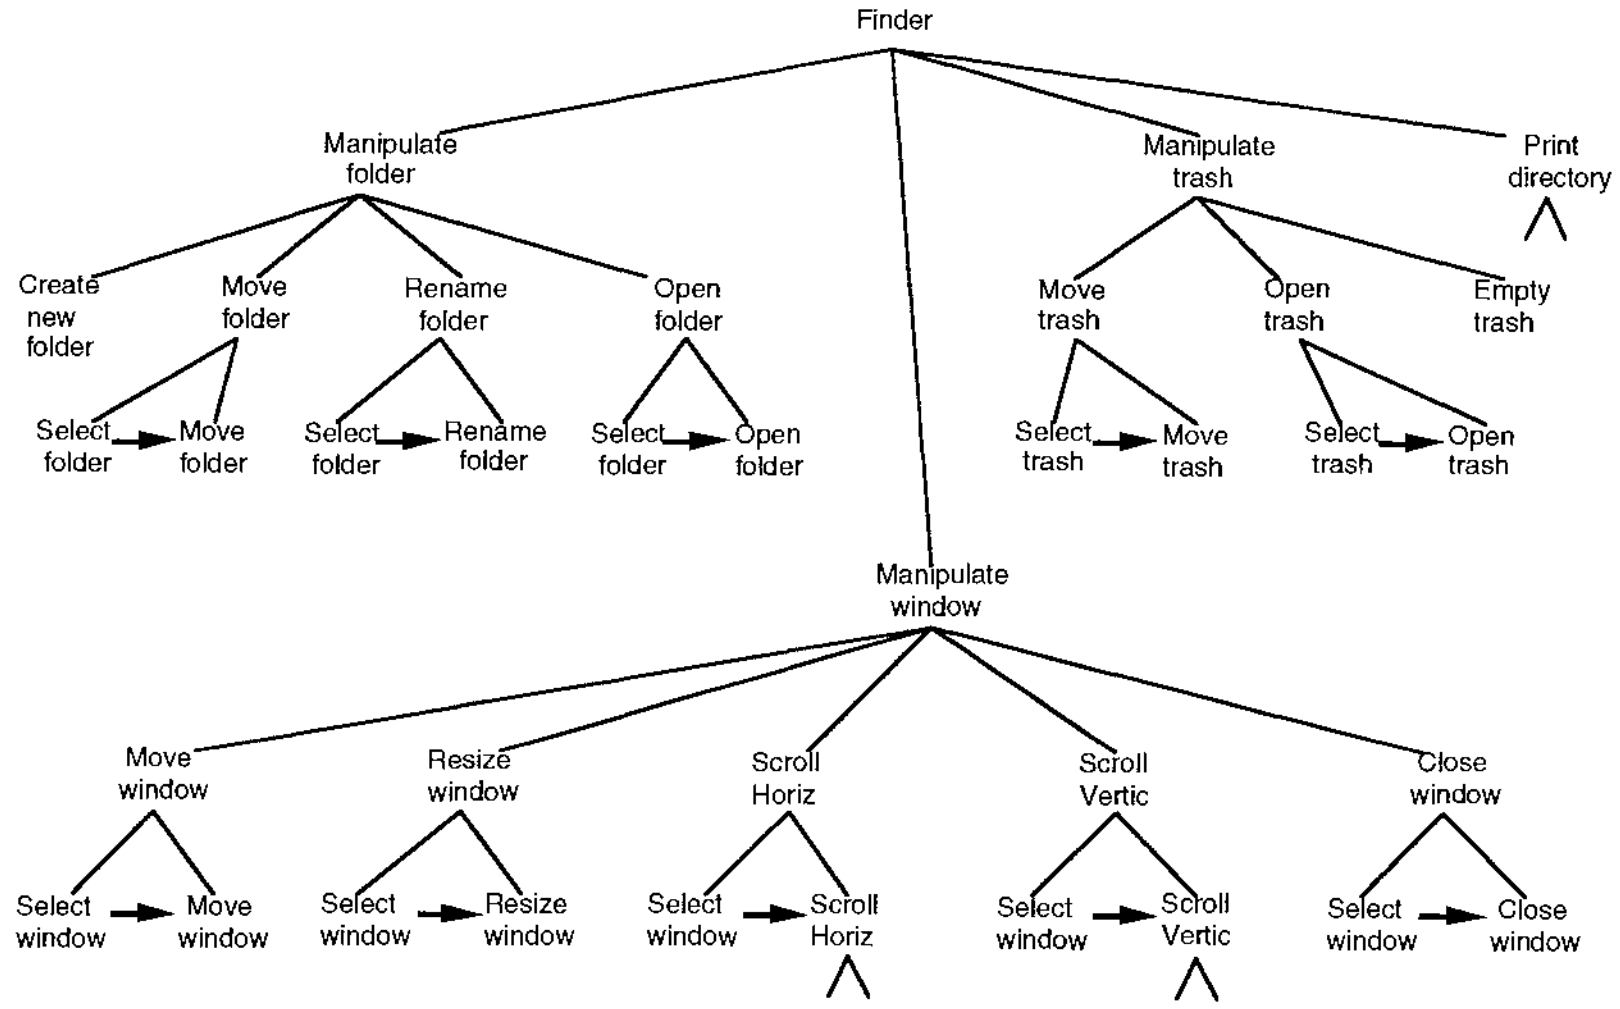 Finder
Manipulate
folder
Manipulate
trash
Print
directory
Create
new
folder
Move
folder
Rename
folder
Open
folder
Move
trash
Open
trash
Empty
trash
Select
folder
Move
folder
Select
folder
Rename
folder
Select
folder
Open
folder
Select
trash
Move
trash
Select
trash
Open
trash
Manipulate
window
Move
window
Resize
window
Scroll
Horiz
Scroll
Vertic
Close
window
Select
window
Move
window
Select
window
Resize
window
Select
window
Scroll
Horiz
Select
window
Scroll
Vertic
Select
window
Close
window